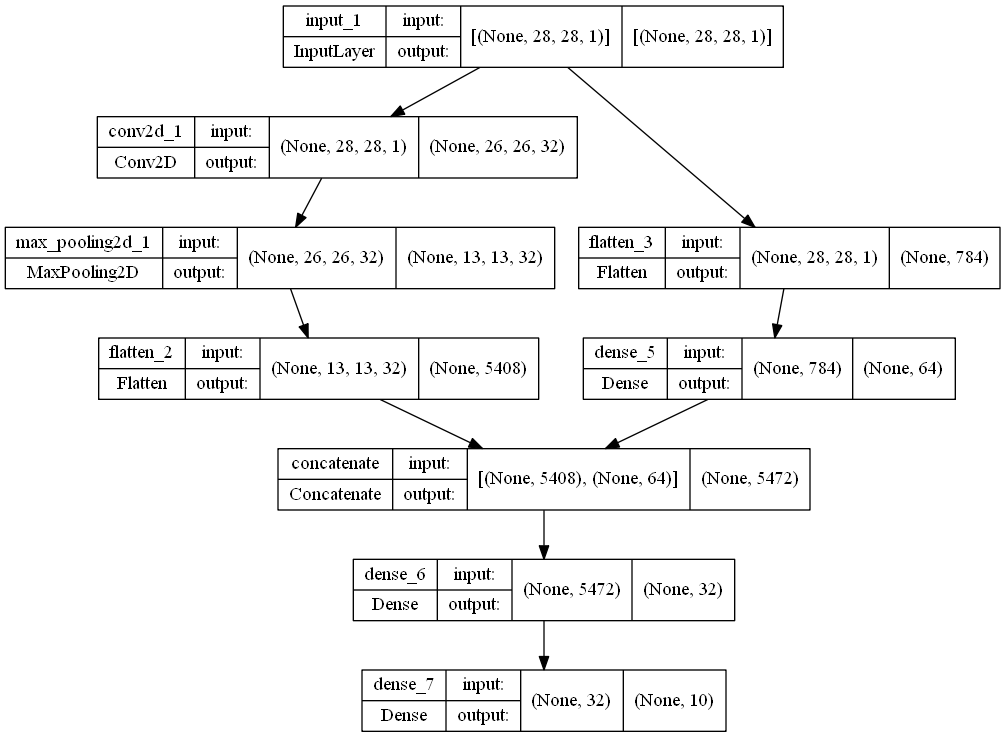 input_1 input: [(None, 28, 28, 1)] [(None, 28, 28, 1)]
InputLayer output:
conv2d_1 input: (None, 28, 28, 1) (None, 26, 26, 32)
Conv2D output:
max_pooling2d_1 input: (None, 26, 26, 32) (None, 13, 13, 32)
MaxPooling2D output:
flatten_3 input: (None, 28, 28, 1) (None, 784)
Flatten output:
flatten_2 input: (None, 13, 13, 32) (None, 5408)
Flatten output:
dense_5 input: (None, 784) (None, 64)
Dense output:
concatenate input: [(None, 5408), (None, 64)] (None, 5472)
Concatenate output:
dense_6 input: (None, 5472) (None, 32)
Dense output:
dense_7 input: (None, 32) (None, 10)
Dense output: